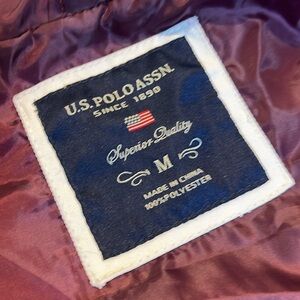 U.S. POLO ASSN.
SINCE 1890
Superior Quality
M
MADE IN CHINA
100% POLYESTER